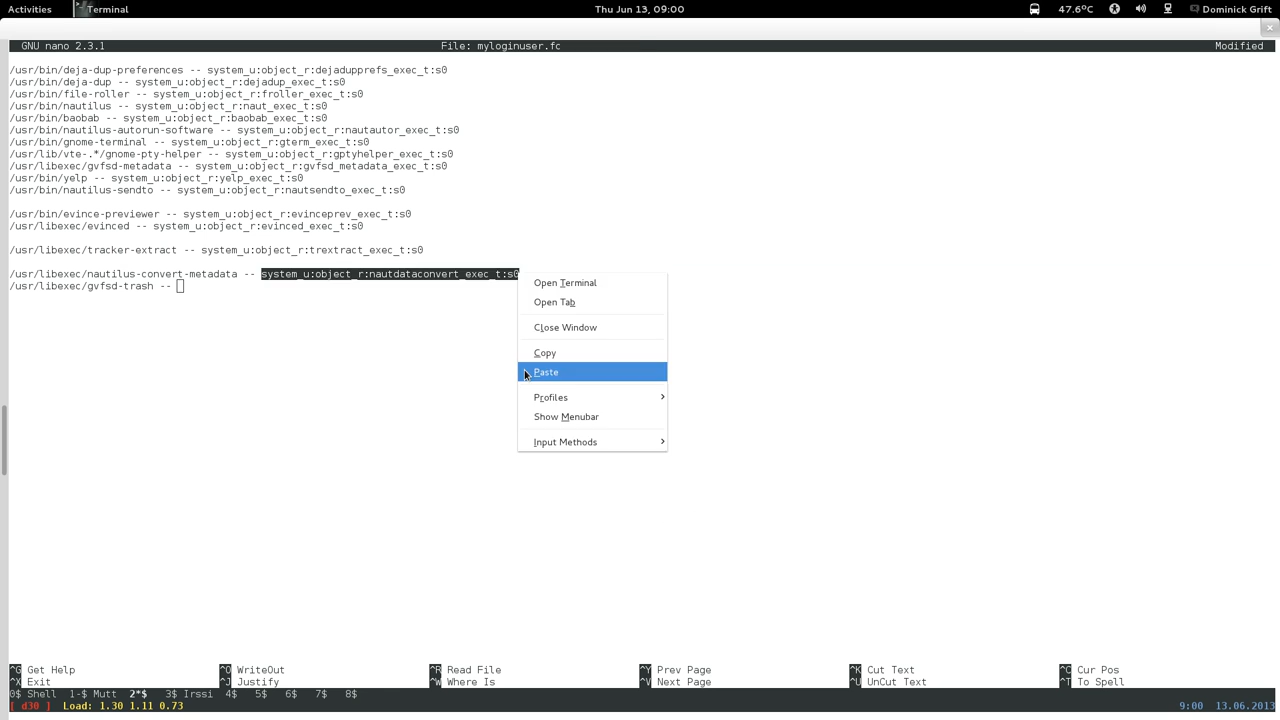 Activities Terminal Thu Jun 13, 09:00 47.6°C Dominick Grift
GNU nano 2.3.1 File: myloginuser.fc Modified
/usr/bin/deja-dup-preferences -- system_u:object_r:dejadupprefs_exec_t:s0
/usr/bin/deja-dup -- system_u:object_r:dejadup_exec_t:s0
/usr/bin/file-roller -- system_u:object_r:froller_exec_t:s0
/usr/bin/nautilus -- system_u:object_r:naut_exec_t:s0
/usr/bin/baobab -- system_u:object_r:baobab_exec_t:s0
/usr/bin/nautilus-autorun-software -- system_u:object_r:nautautor_exec_t:s0
/usr/bin/gnome-terminal -- system_u:object_r:gterm_exec_t:s0
/usr/lib/vte-.*/gnome-pty-helper -- system_u:object_r:gptyhelper_exec_t:s0
/usr/libexec/gvfsd-metadata -- system_u:object_r:gvfsd_metadata_exec_t:s0
/usr/bin/yelp -- system_u:object_r:yelp_exec_t:s0
/usr/bin/nautilus-sendto -- system_u:object_r:nautsendto_exec_t:s0
/usr/bin/evince-previewer -- system_u:object_r:evinceprev_exec_t:s0
/usr/libexec/evinced -- system_u:object_r:evinced_exec_t:s0
/usr/libexec/tracker-extract -- system_u:object_r:trextract_exec_t:s0
/usr/libexec/nautilus-convert-metadata -- system_u:object_r:nautdataconvert_exec_t:s0
/usr/libexec/gvfsd-trash --
Open Terminal
Open Tab
Close Window
Copy
Paste
Profiles
Show Menubar
Input Methods
^G Get Help ^O WriteOut ^R Read File ^Y Prev Page ^K Cut Text ^C Cur Pos
^X Exit ^J Justify ^W Where Is ^V Next Page ^U UnCut Text ^T To Spell
0$ Shell 1-$ Mutt 2*$ 3$ Irssi 4$ 5$ 6$ 7$ 8$
[ d30 ] Load: 1.30 1.11 0.73 9:00 13.06.2013